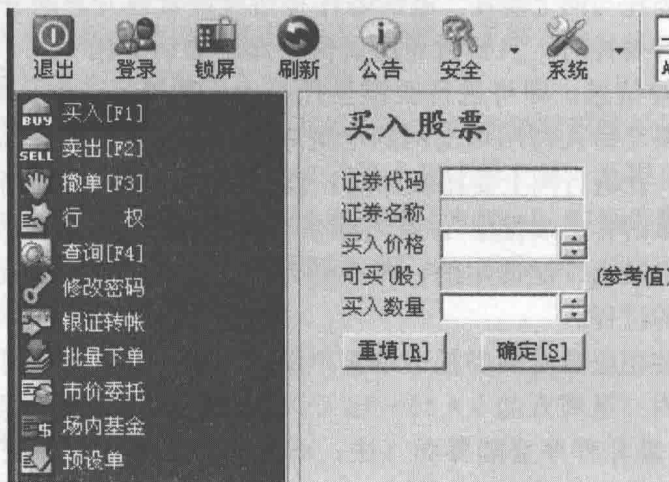 退出 登录 锁屏 刷新 公告 安全 系统
BUY 买入[F1]
SELL 卖出[F2]
撤单[F3]
行 权
查询[F4]
修改密码
银证转帐
批量下单
市价委托
$ 场内基金
预设单
买入股票
证券代码
证券名称
买入价格
可买(股) (参考值)
买入数量
重填[R] 确定[S]